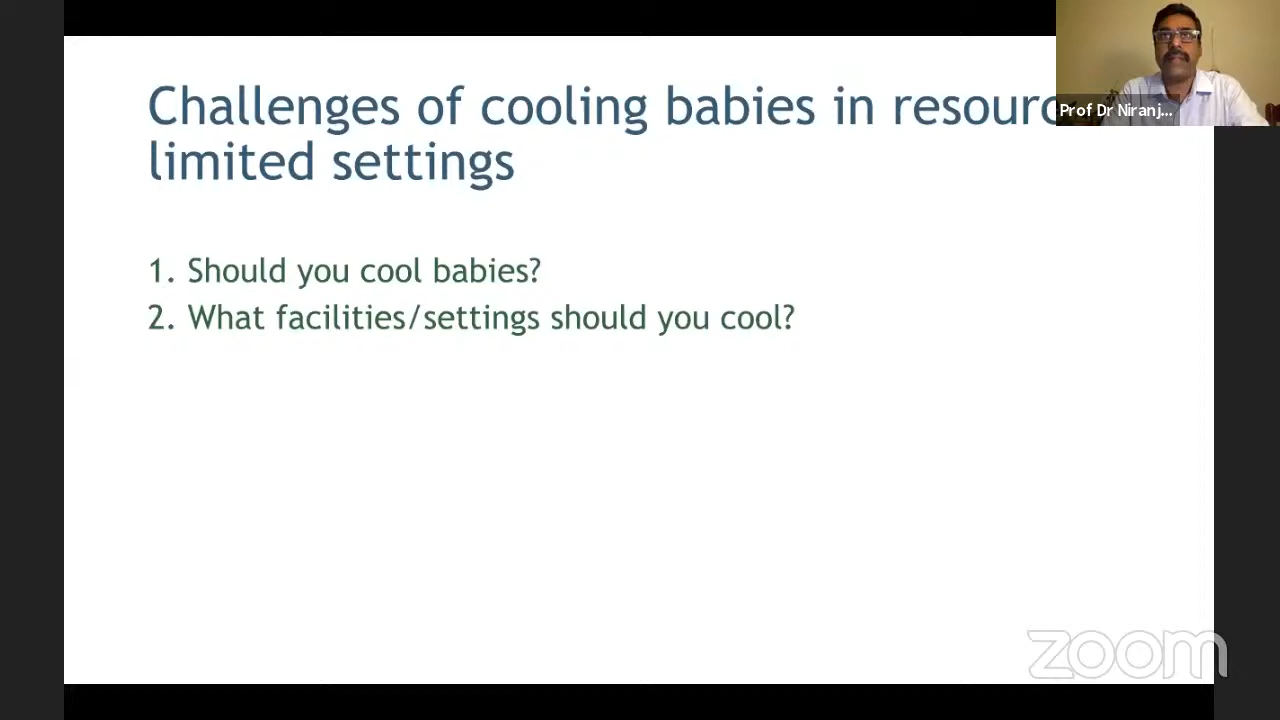 Challenges of cooling babies in
limited settings
Prof Dr Niranj...
1. Should you cool babies?
2. What facilities/settings should you cool?
zoom